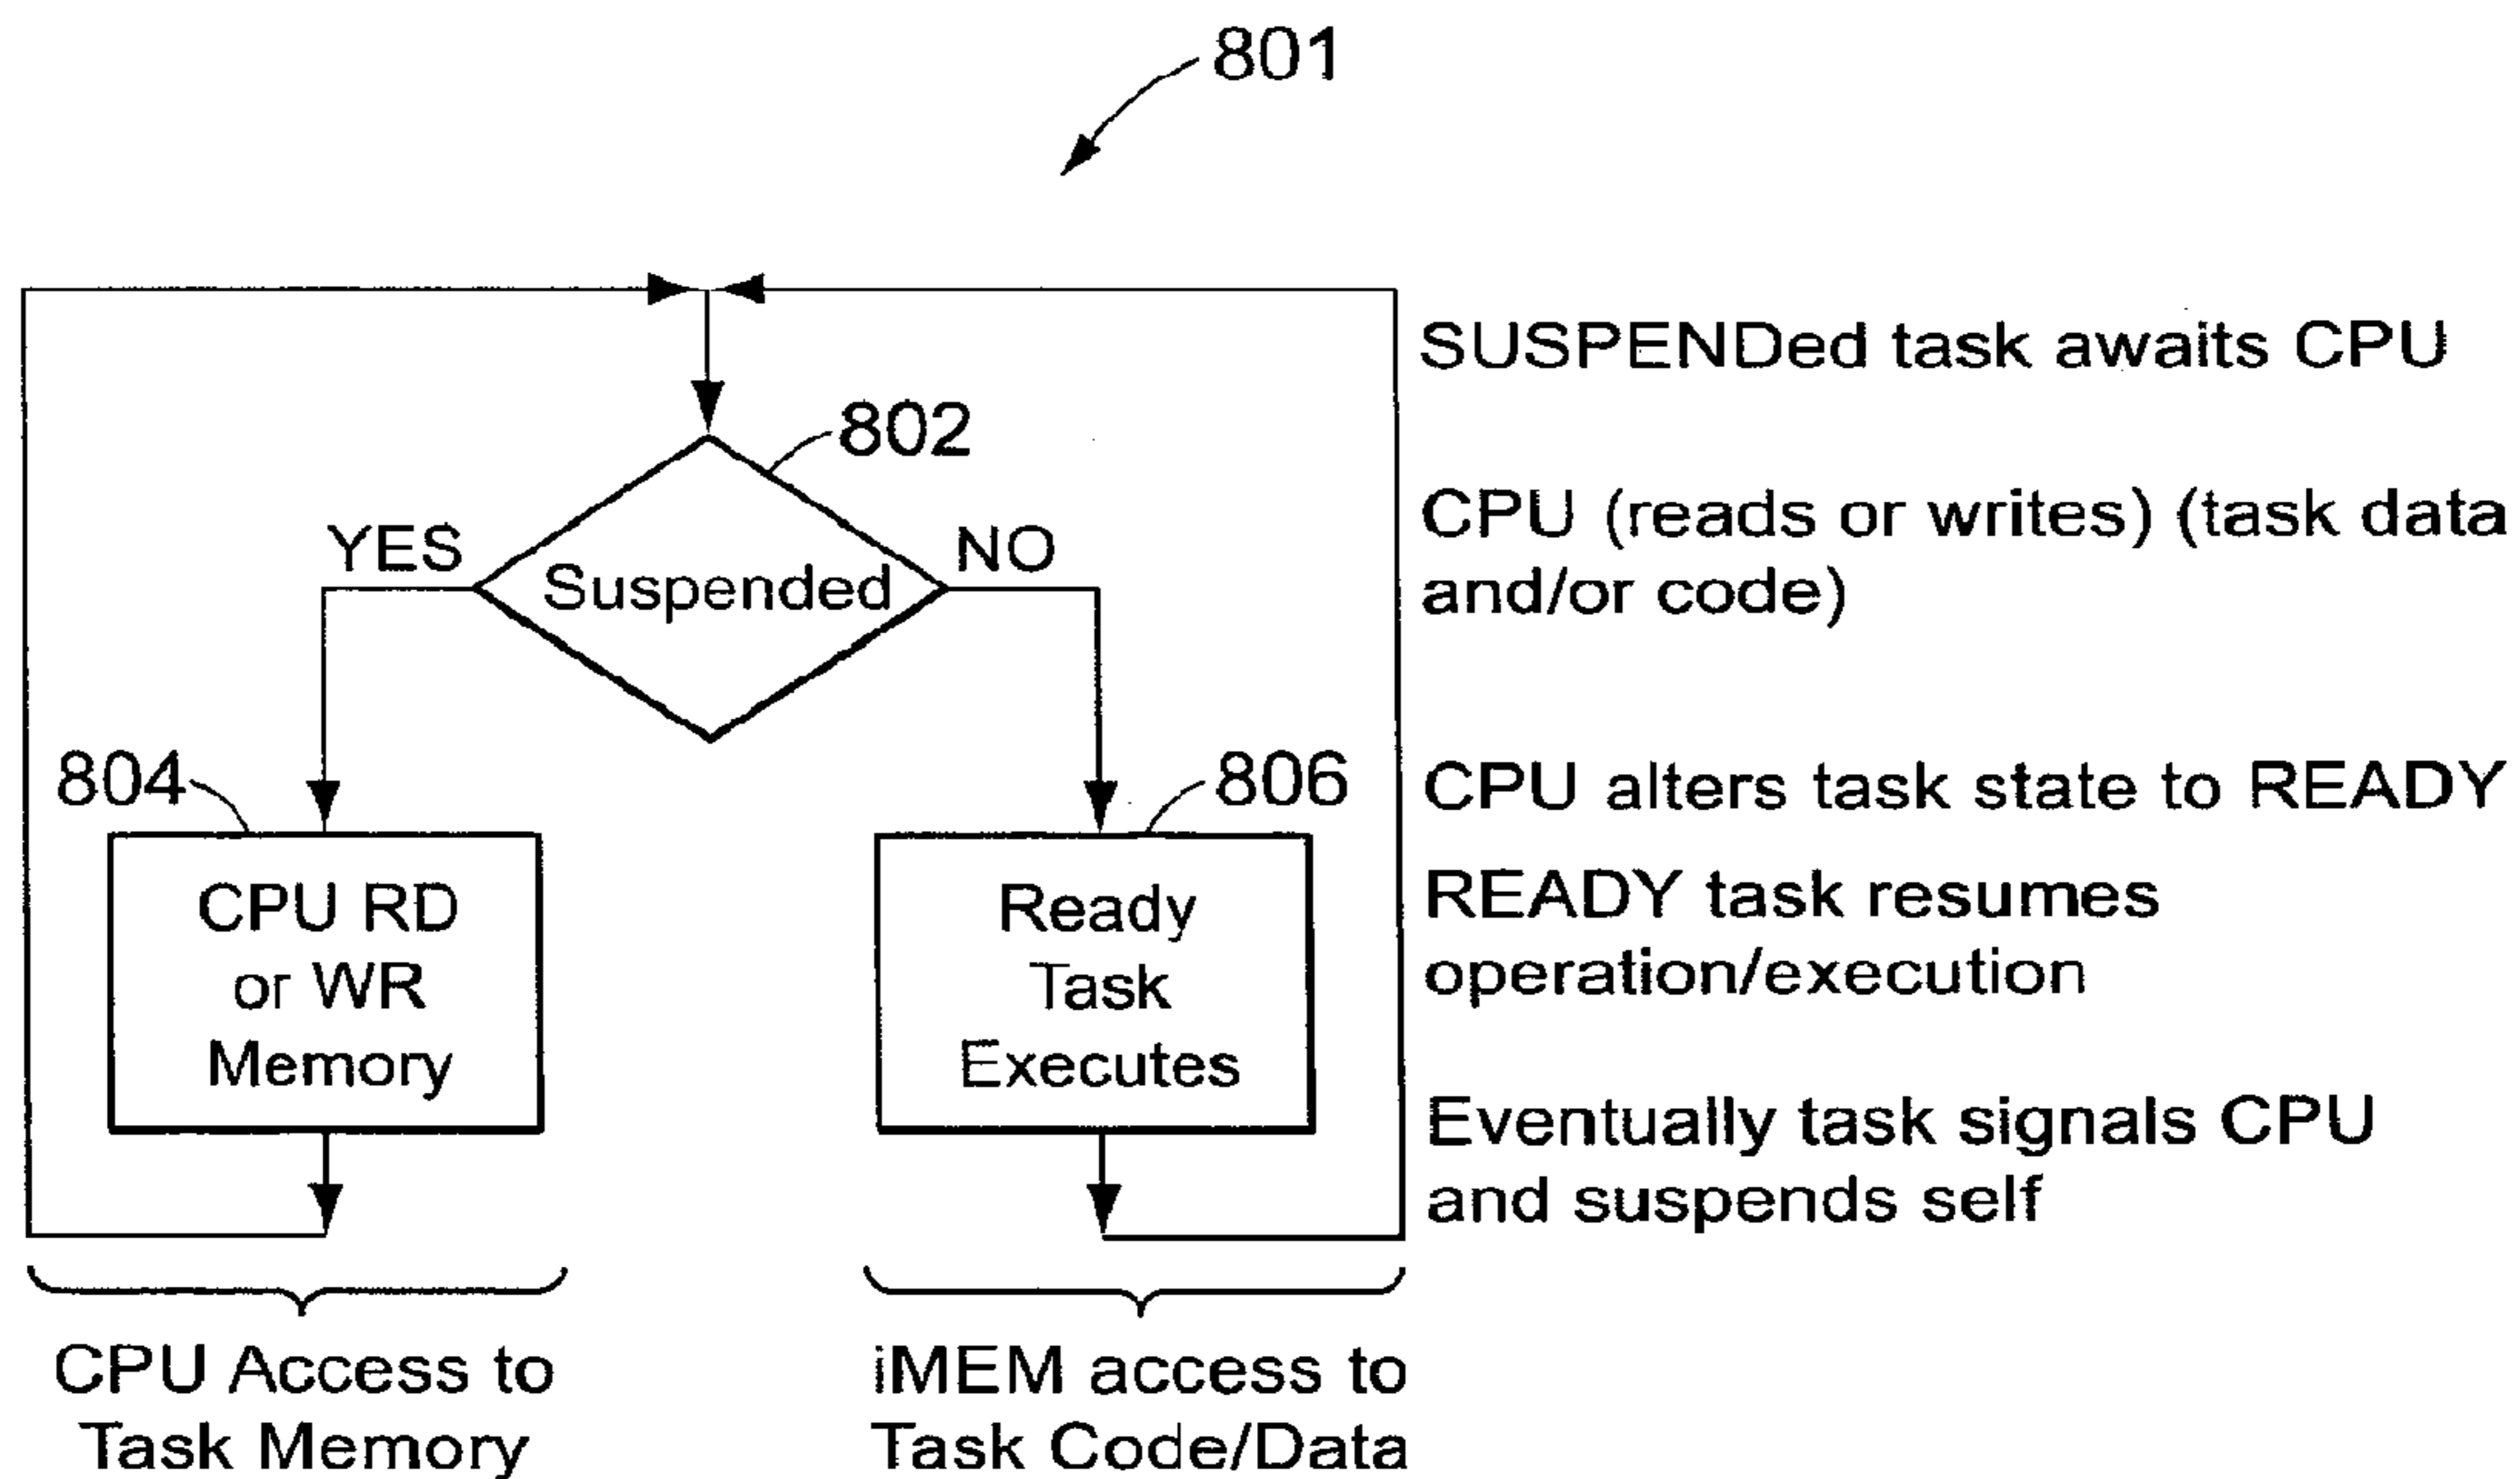 801
SUSPENDed task awaits CPU
802
CPU (reads or writes) (task data
and/or code)
YES
Suspended
NO
804
806
CPU alters task state to READY
CPU RD
or WR
Memory
Ready
Task
Executes
READY task resumes
operation/execution
Eventually task signals CPU
and suspends self
CPU Access to
Task Memory
iMEM access to
Task Code/Data